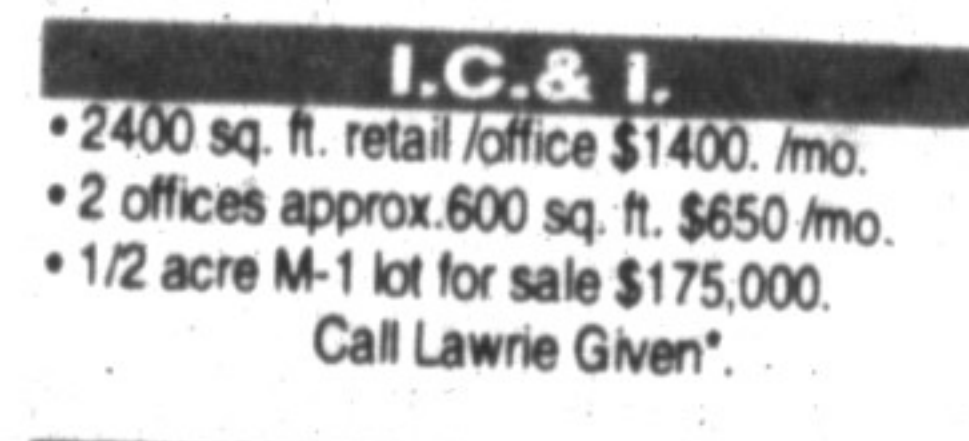 I.C.& I.
• 2400 sq. ft. retail /office $1400. /mo.
• 2 offices approx.600 sq. ft. $650 /mo.
• 1/2 acre M-1 lot for sale $175,000.
Call Lawrie Given*.